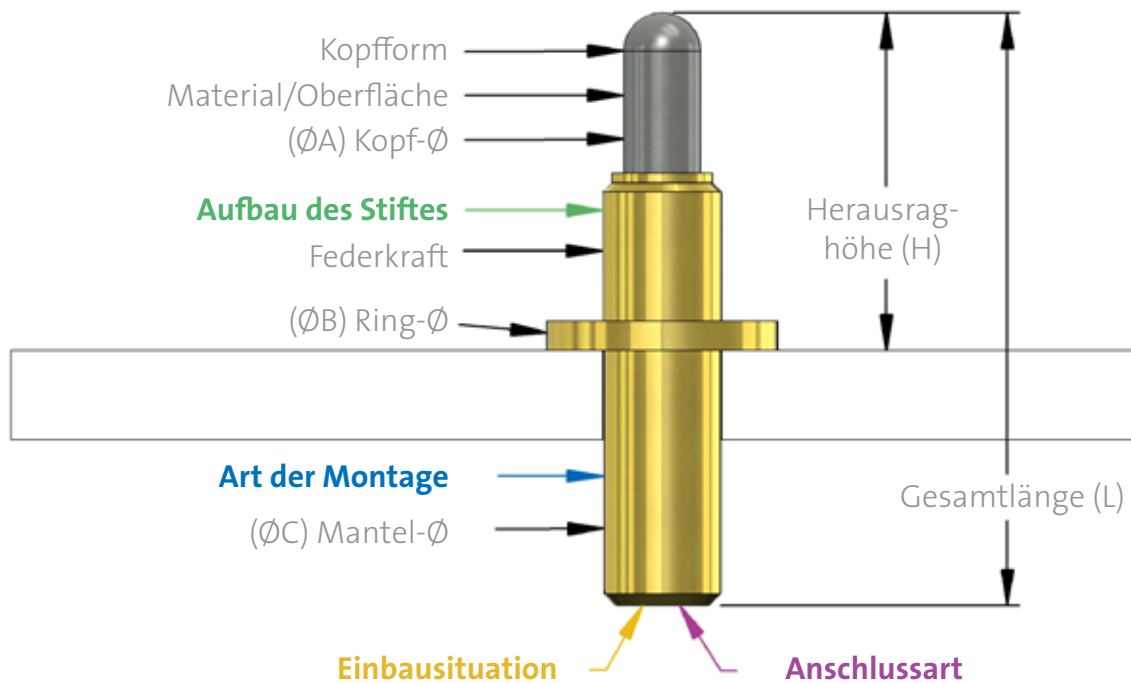 Kopfform
Material/Oberfläche
(ØA) Kopf-Ø
Aufbau des Stiftes
Federkraft
(ØB) Ring-Ø
Herausrag-
höhe (H)
Art der Montage
(ØC) Mantel-Ø
Gesamtlänge (L)
Einbausituation
Anschlussart